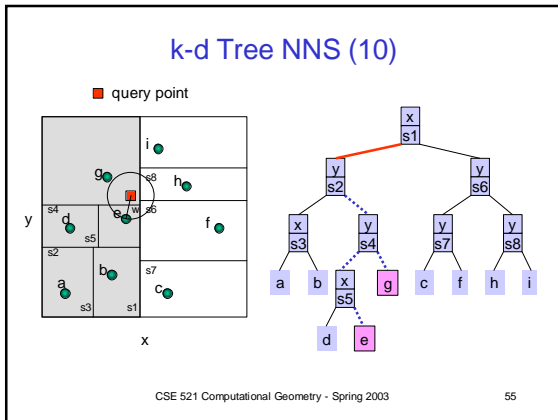 k-d Tree NNS (10)
query point
i
g
s8
h
w
s4
e
s6
d
f
y
s5
s2
s7
b
a
c
s3
s1
x
x
s1
y
s2
y
s6
x
s3
y
s4
y
s7
y
s8
a
b
x
s5
g
c
f
h
i
d
e
CSE 521 Computational Geometry - Spring 2003
55